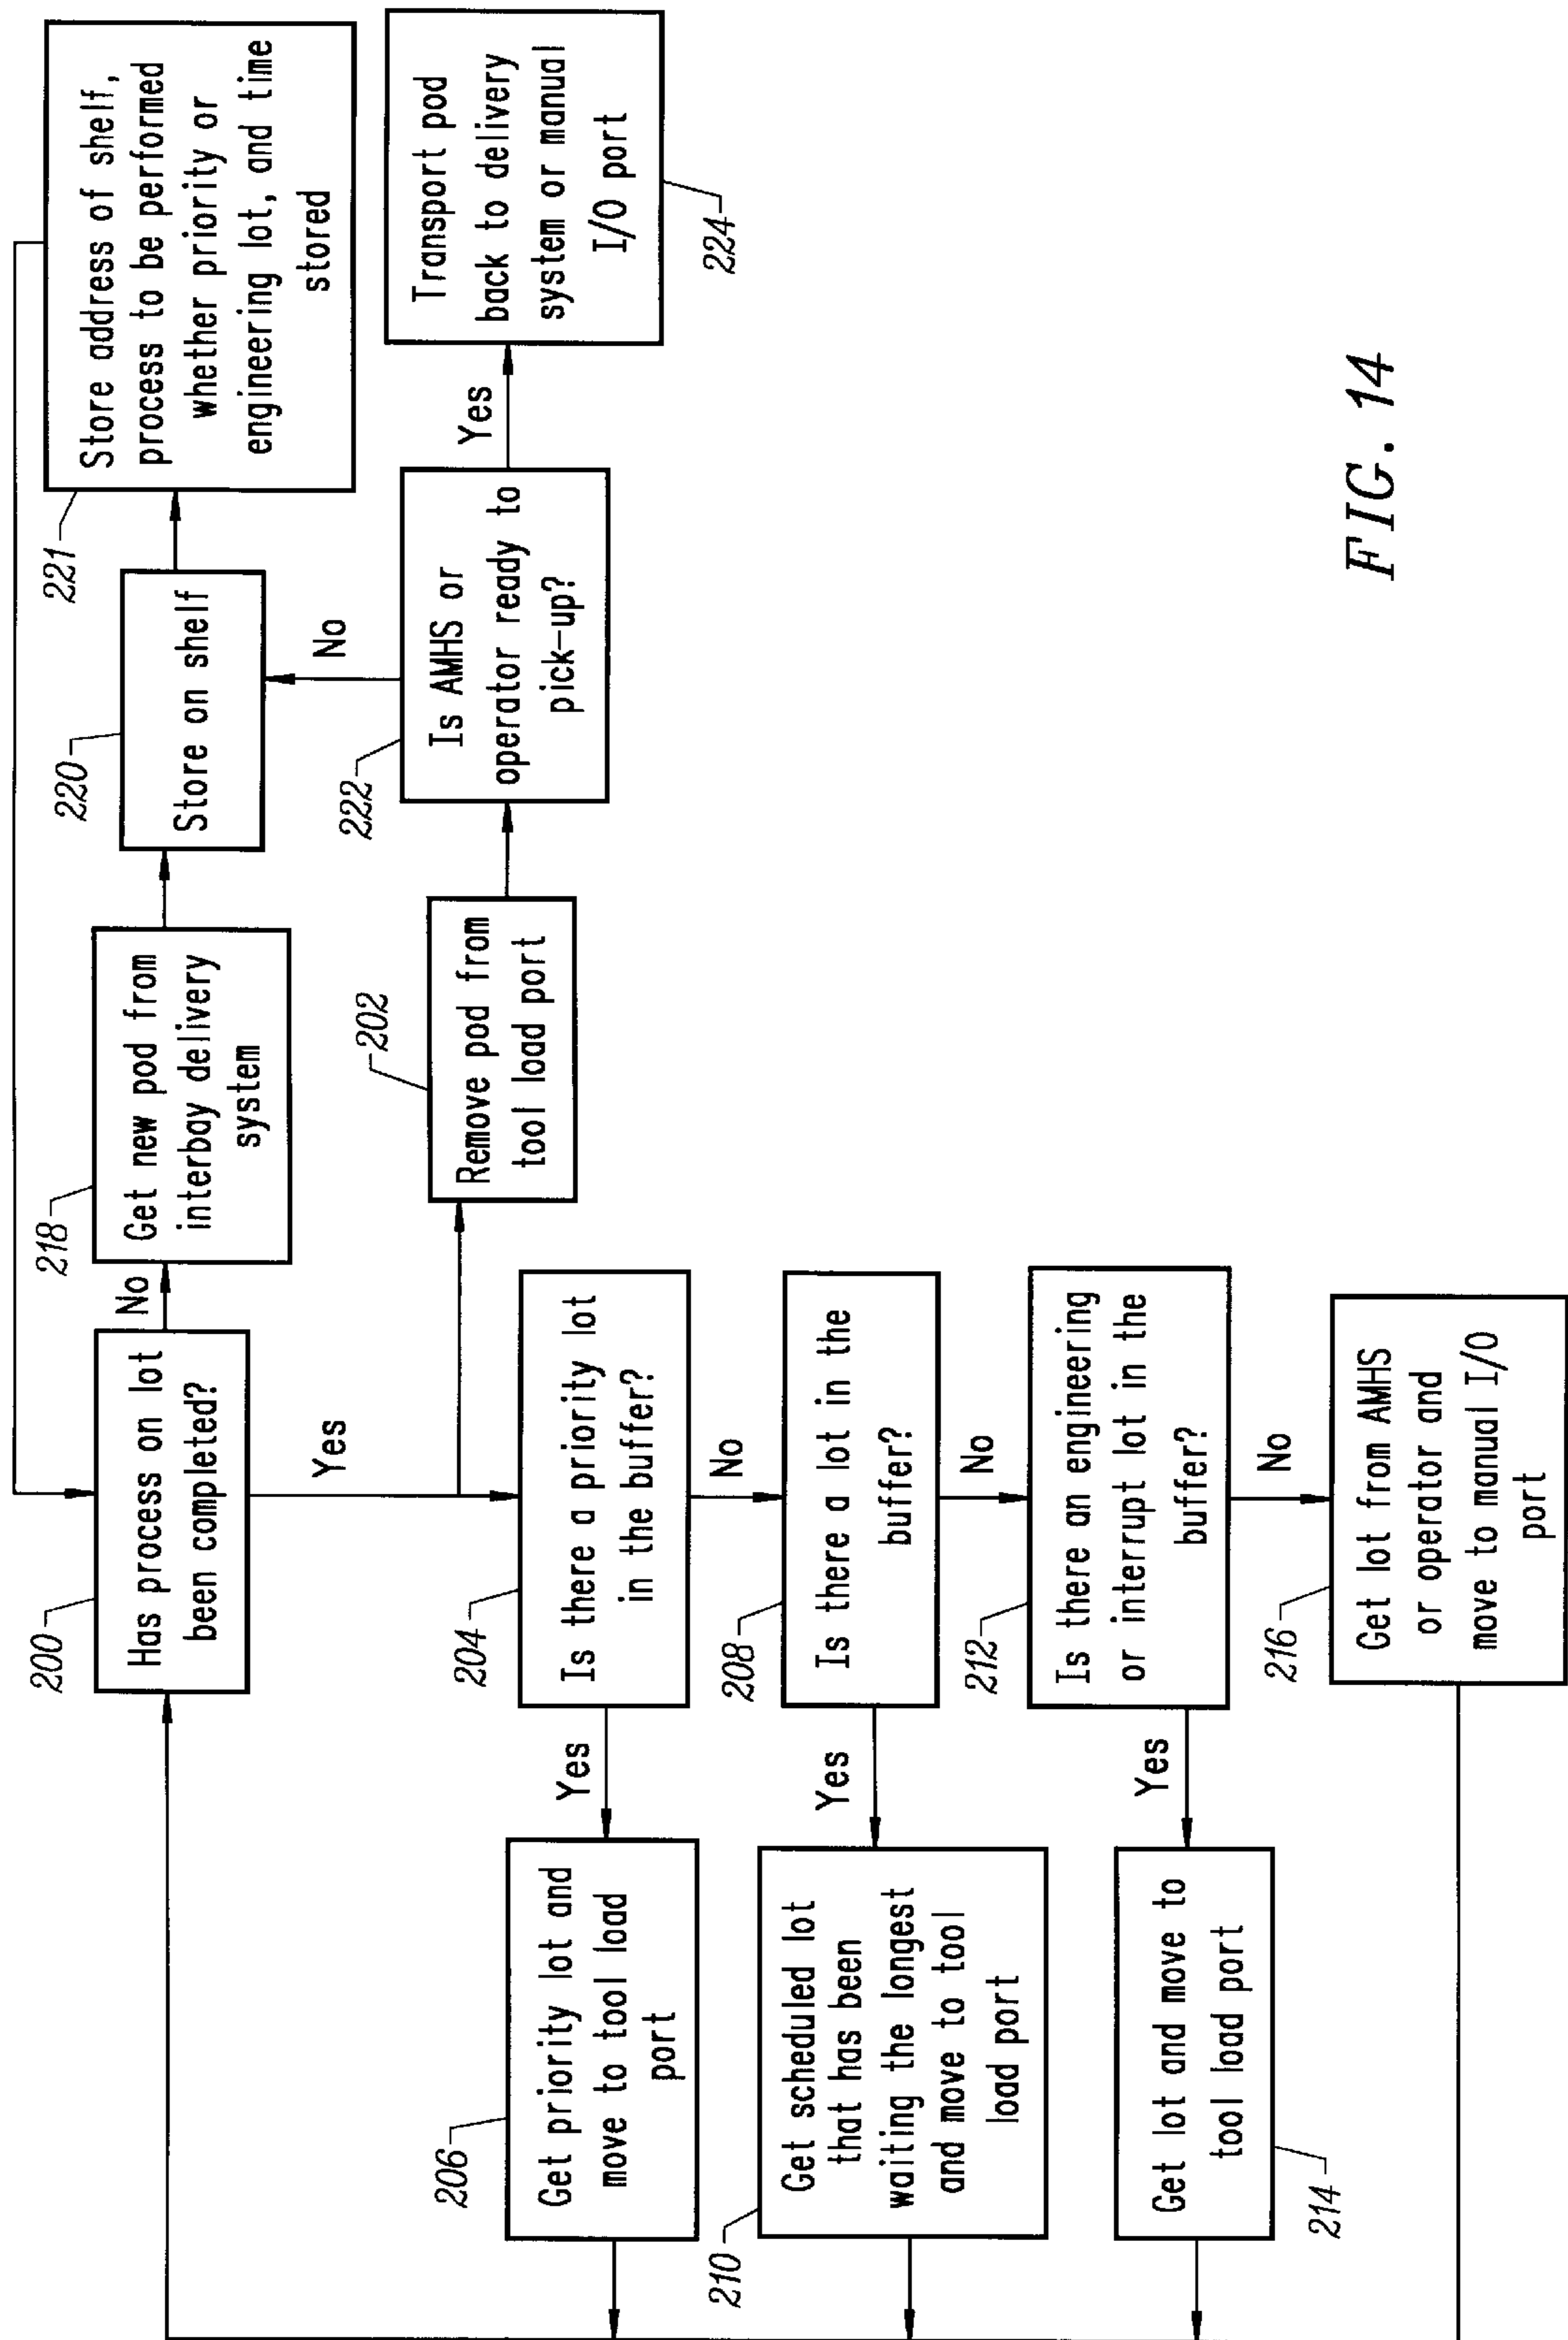 200
Has process on lot
been completed?
No
218
Get new pod from
interbay delivery
system
220
Store on shelf
221
Store address of shelf,
process to be performed
whether priority or
engineering lot, and time
stored
Yes
202
Remove pod from
tool load port
222
Is AMHS or
operator ready to
pick-up?
No
Yes
Transport pod
back to delivery
system or manual
I/O port
224
204
Is there a priority lot
in the buffer?
Yes
206
Get priority lot and
move to tool load
port
No
208
Is there a lot in the
buffer?
Yes
210
Get scheduled lot
that has been
waiting the longest
and move to tool
load port
No
212
Is there an engineering
or interrupt lot in the
buffer?
Yes
Get lot and move to
tool load port
214
No
216
Get lot from AMHS
or operator and
move to manual I/O
port
FIG. 14